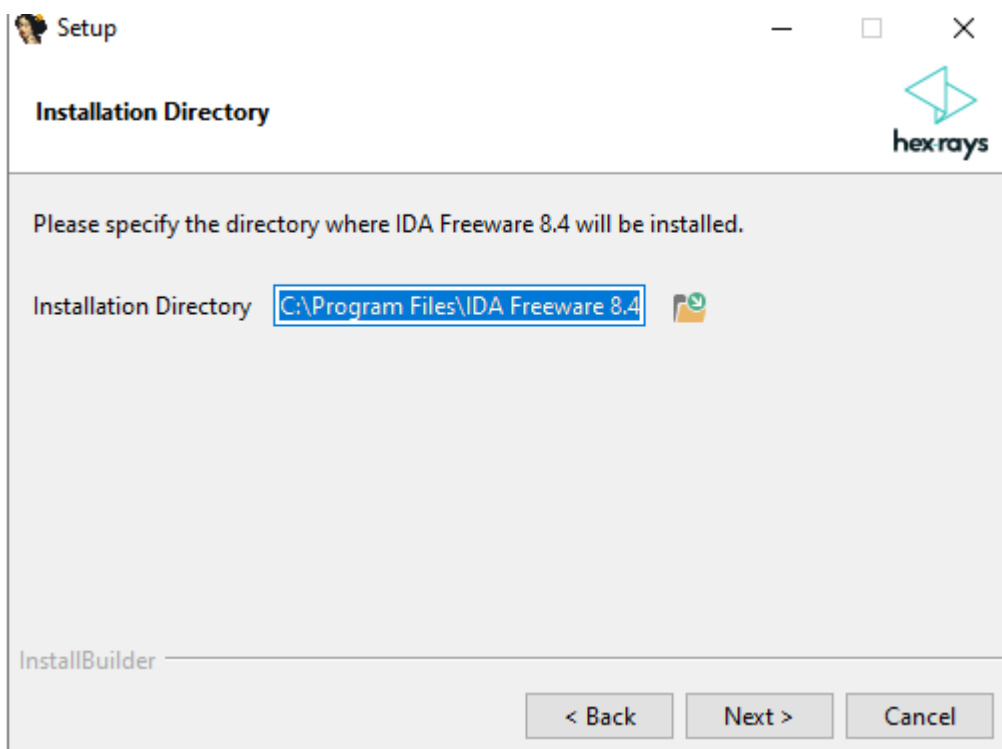 Setup
Installation Directory
hex-rays
Please specify the directory where IDA Freeware 8.4 will be installed.
Installation Directory C:\Program Files\IDA Freeware 8.4
InstallBuilder
< Back Next > Cancel